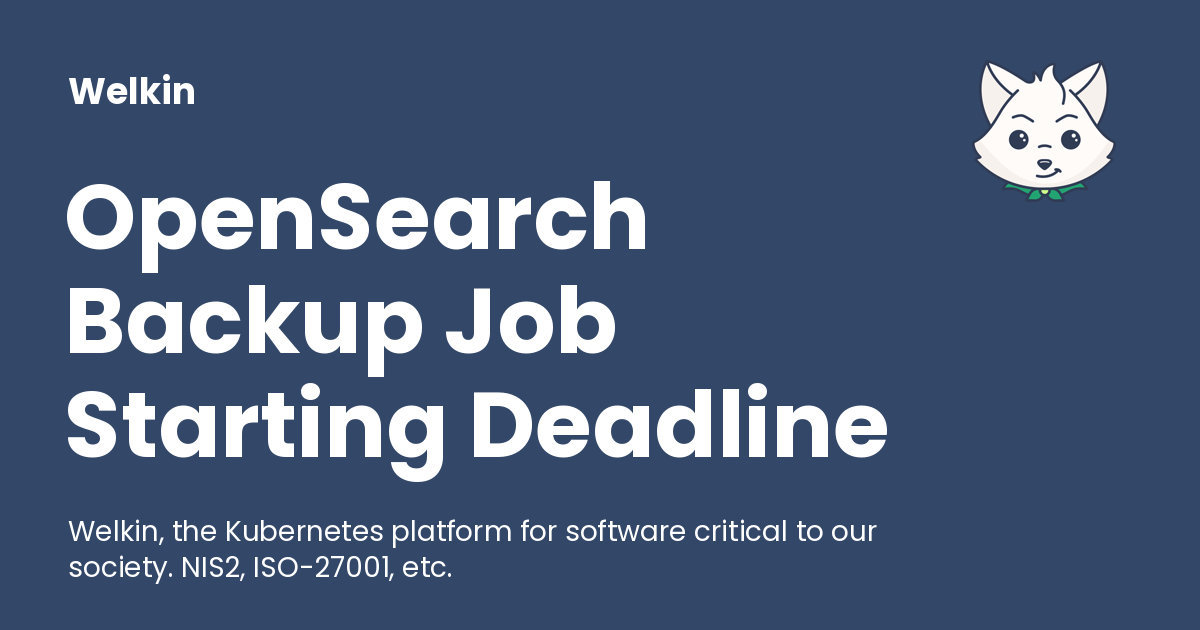 Welkin
OpenSearch
Backup Job
Starting Deadline
Welkin, the Kubernetes platform for software critical to our
society. NIS2, ISO-27001, etc.